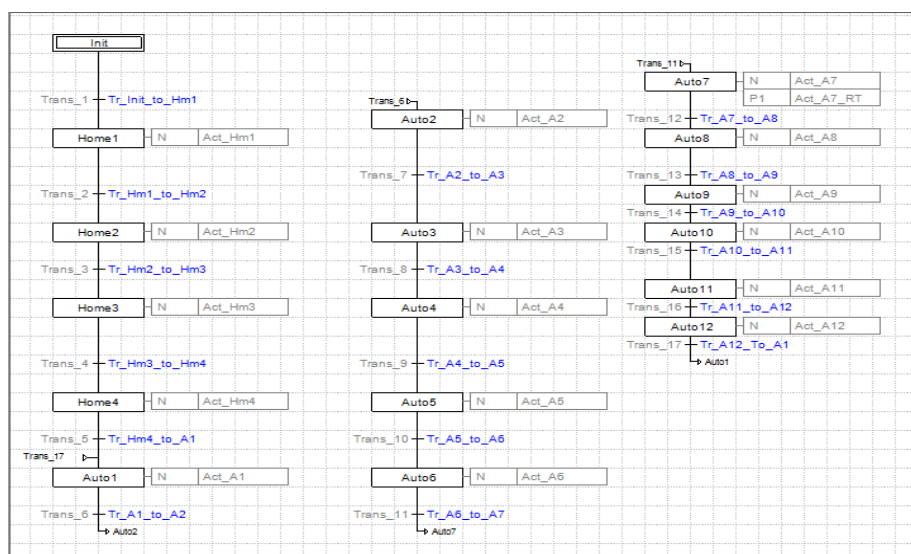 Init
Trans_1 Tr_Init_to_Hm1
Home1 N Act_Hm1
Trans_2 Tr_Hm1_to_Hm2
Home2 N Act_Hm2
Trans_3 Tr_Hm2_to_Hm3
Home3 N Act_Hm3
Trans_4 Tr_Hm3_to_Hm4
Home4 N Act_Hm4
Trans_5 Tr_Hm4_to_A1
Trans_17
Auto1 N Act_A1
Trans_6 Tr_A1_to_A2
Auto2
Trans_6
Auto2 N Act_A2
Trans_7 Tr_A2_to_A3
Auto3 N Act_A3
Trans_8 Tr_A3_to_A4
Auto4 N Act_A4
Trans_9 Tr_A4_to_A5
Auto5 N Act_A5
Trans_10 Tr_A5_to_A6
Auto6 N Act_A6
Trans_11 Tr_A6_to_A7
Auto7
Trans_11
Auto7 N Act_A7
P1 Act_A7_RT
Trans_12 Tr_A7_to_A8
Auto8 N Act_A8
Trans_13 Tr_A8_to_A9
Auto9 N Act_A9
Trans_14 Tr_A9_to_A10
Auto10 N Act_A10
Trans_15 Tr_A10_to_A11
Auto11 N Act_A11
Trans_16 Tr_A11_to_A12
Auto12 N Act_A12
Trans_17 Tr_A12_To_A1
Auto1